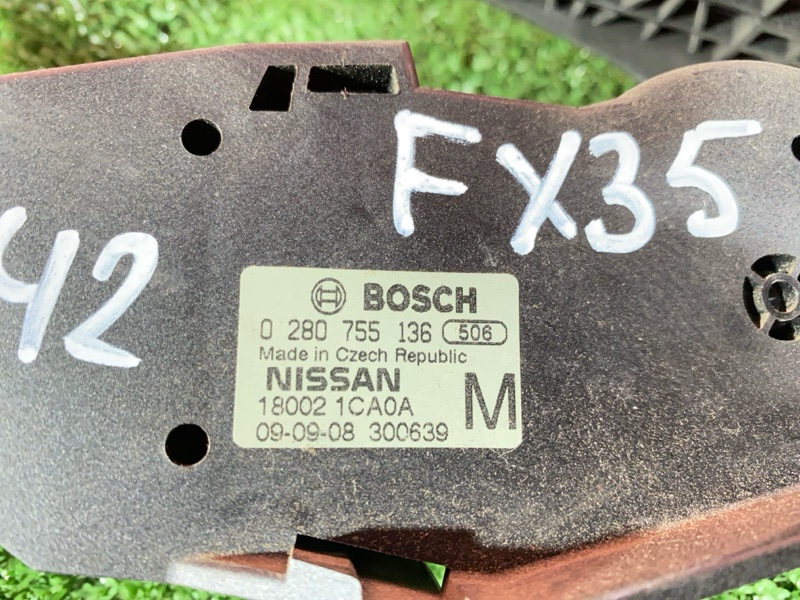 FX35
42
BOSCH
0 280 755 136 506
Made in Czech Republic
NISSAN
18002 1CA0A
M
09-09-08 300639